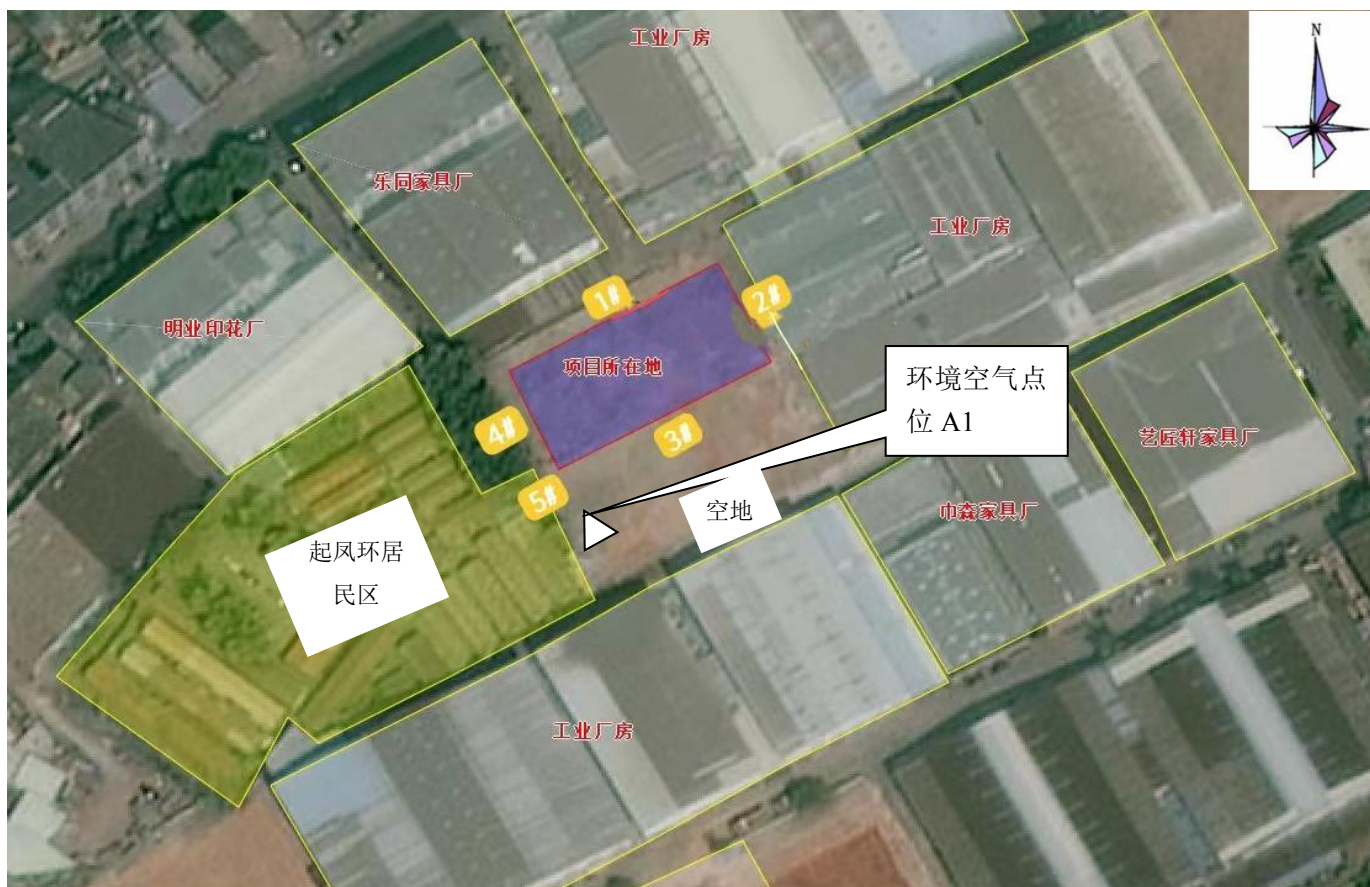 工业厂房
N
乐同家具厂
工业厂房
1#
2#
明业印花厂
项目所在地
环境空气点
位 A1
4#
3#
艺匠轩家具厂
5#
空地
巾森家具厂
起凤环居
民区
工业厂房